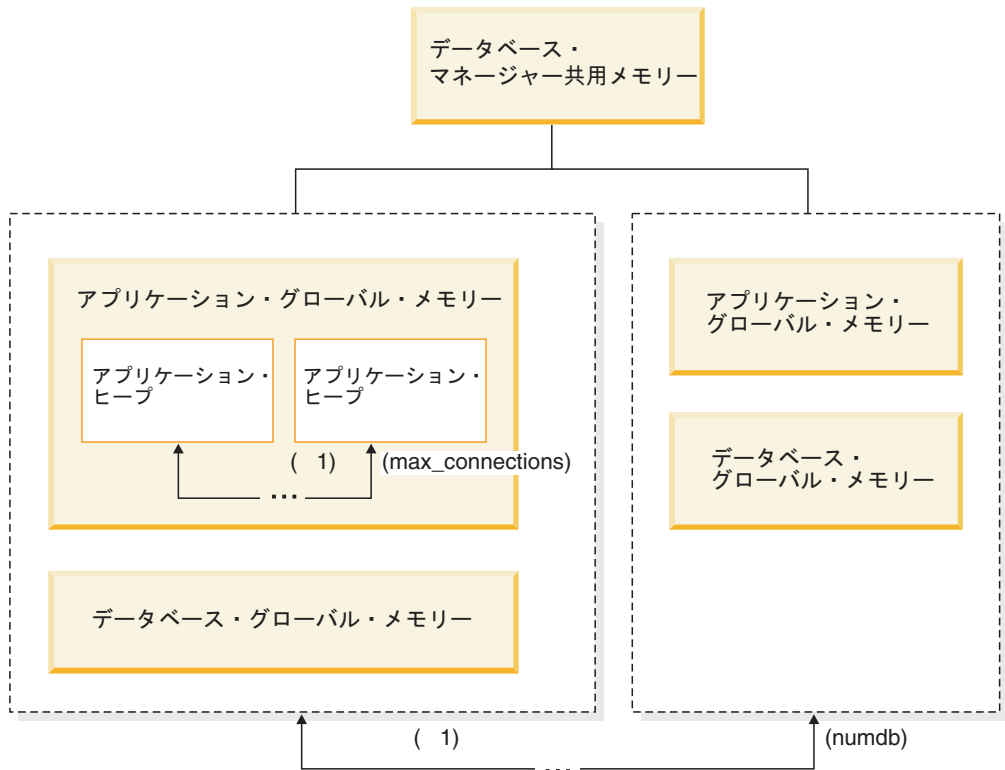 データベース・
マネージャー共用メモリー
アプリケーション・グローバル・メモリー
アプリケーション・
ヒープ
アプリケーション・
ヒープ
( 1)
(max_connections)
...
データベース・グローバル・メモリー
アプリケーション・
グローバル・メモリー
データベース・
グローバル・メモリー
( 1)
(numdb)
...